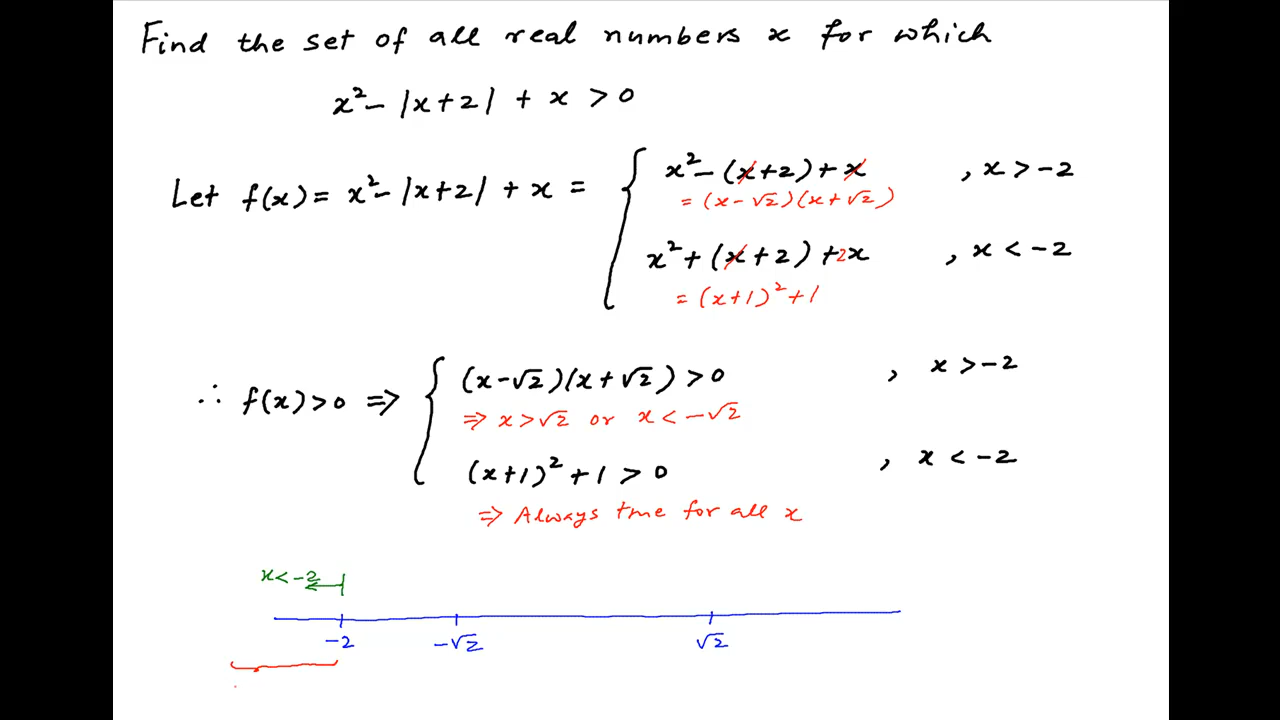 Find the set of all real numbers x for which
x² - |x+2| + x > 0
Let f(x) = x² - |x+2| + x = { x² - (x+2) + x , x > -2
= (x-√2)(x+√2)
x² + (x+2) + 2x , x < -2
= (x+1)² + 1
∴ f(x) > 0 ⇒ { (x-√2)(x+√2) > 0 , x > -2
⇒ x > √2 or x < -√2
(x+1)² + 1 > 0 , x < -2
⇒ Always true for all x
x < -2
-2 -√2 √2